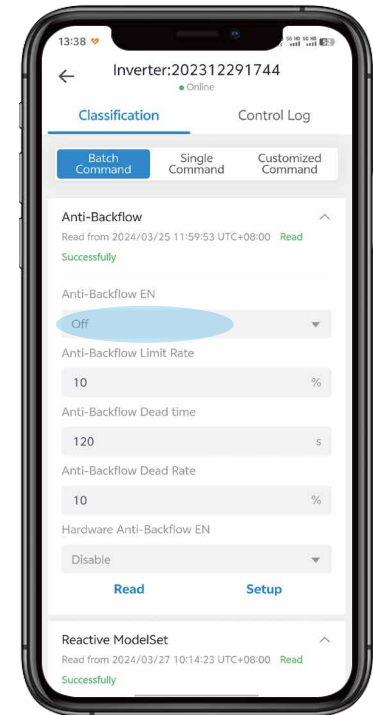 13:38
Inverter:202312291744
Online
Classification Control Log
Batch Command Single Command Customized Command
Anti-Backflow
Read from 2024/03/25 11:59:53 UTC+08:00 Read
Successfully
Anti-Backflow EN
Off
Anti-Backflow Limit Rate
10 %
Anti-Backflow Dead time
120 s
Anti-Backflow Dead Rate
10 %
Hardware Anti-Backflow EN
Disable
Read Setup
Reactive ModelSet
Read from 2024/03/27 10:14:23 UTC+08:00 Read
Successfully